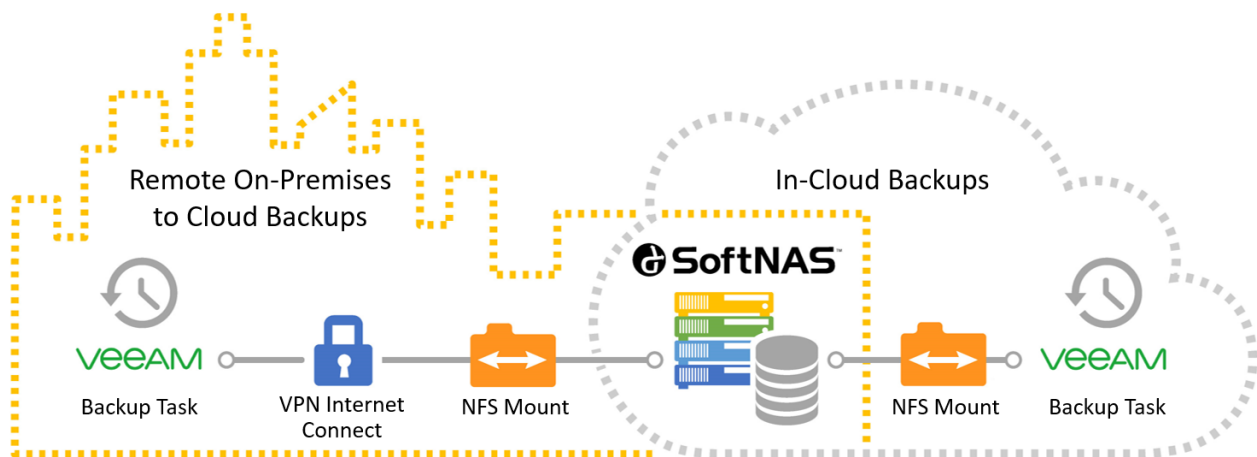 Remote On-Premises
to Cloud Backups
In-Cloud Backups
SoftNAS™
veeam
Backup Task
VPN Internet
Connect
NFS Mount
NFS Mount
veeam
Backup Task